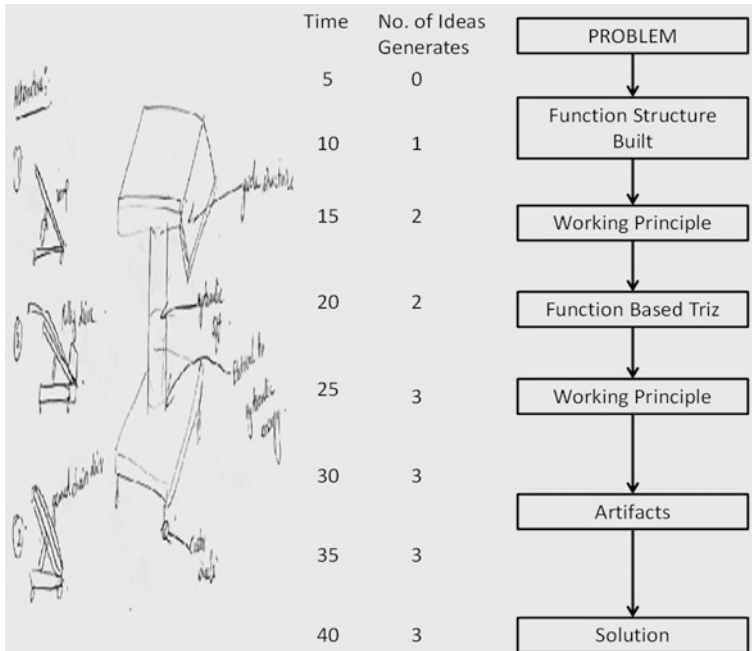 Time
No. of Ideas
Generates
5 0
10 1
15 2
20 2
25 3
30 3
35 3
40 3
PROBLEM
Function Structure
Built
Working Principle
Function Based Triz
Working Principle
Artifacts
Solution